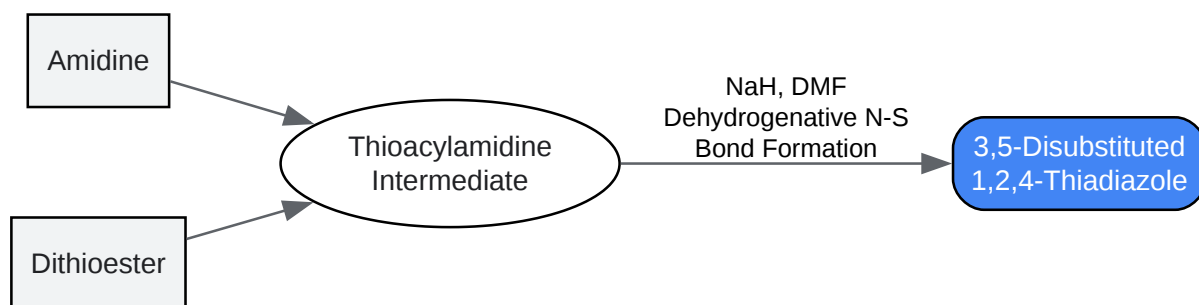 Amidine
Dithioester
Thioacylamidine
Intermediate
NaH, DMF
Dehydrogenative N-S
Bond Formation
3,5-Disubstituted
1,2,4-Thiadiazole